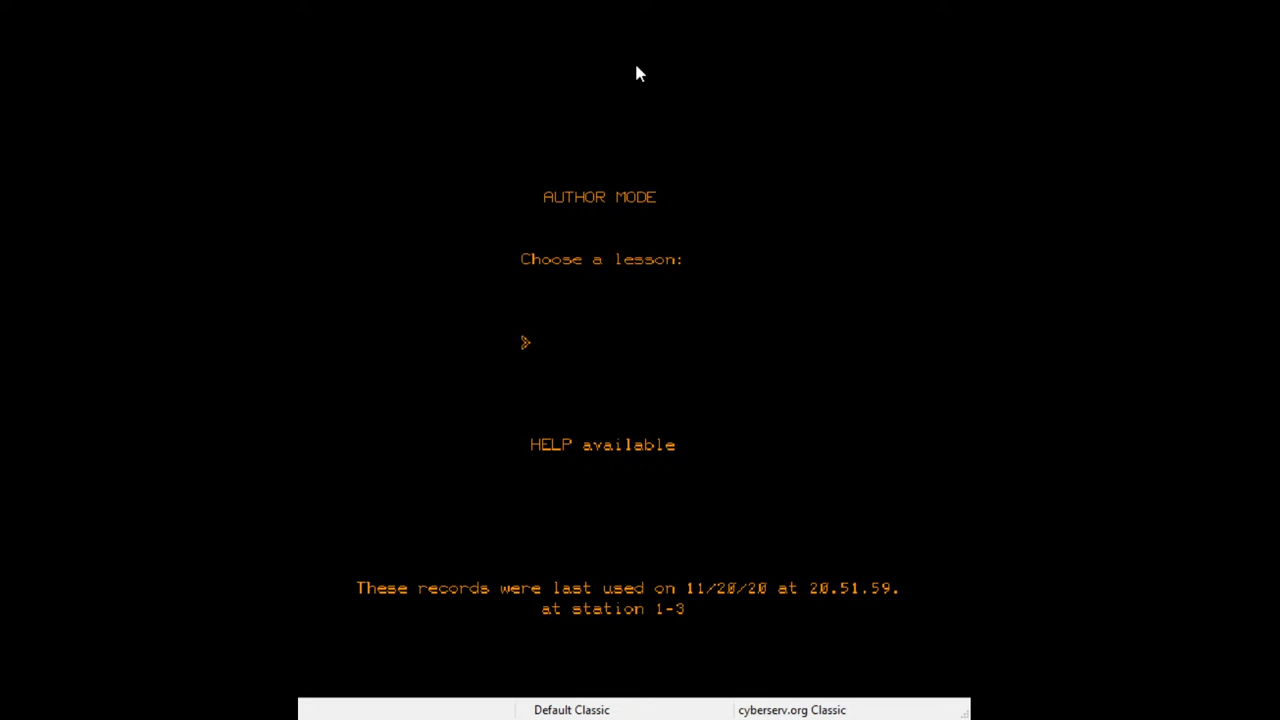 AUTHOR MODE
Choose a lesson:
>
HELP available
These records were last used on 11/20/20 at 20.51.59.
at station 1-3
Default Classic
cyberserv.org Classic